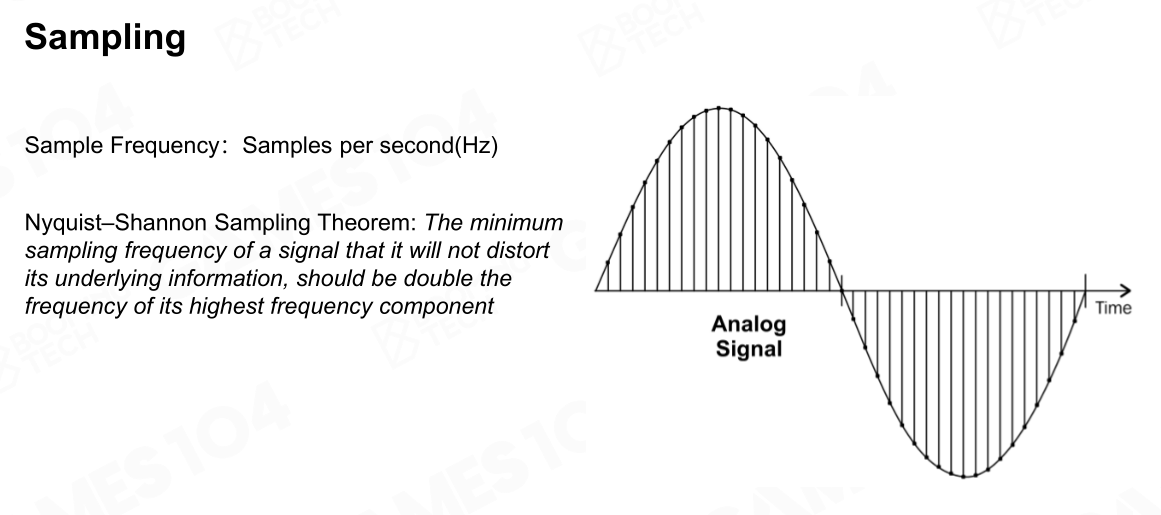 Sampling
Sample Frequency： Samples per second(Hz)
Nyquist–Shannon Sampling Theorem: The minimum
sampling frequency of a signal that it will not distort
its underlying information, should be double the
frequency of its highest frequency component
Analog
Signal
Time